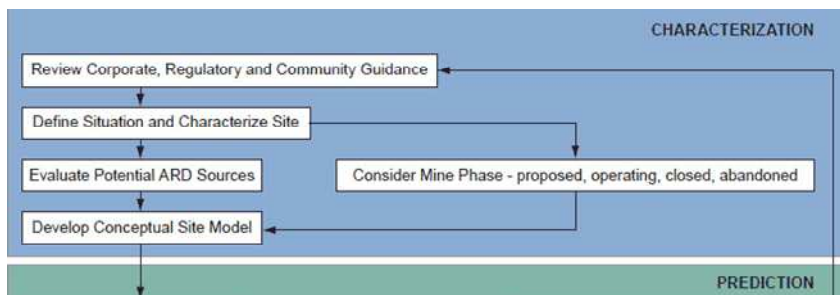 CHARACTERIZATION
Review Corporate, Regulatory and Community Guidance
Define Situation and Characterize Site
Evaluate Potential ARD Sources
Consider Mine Phase - proposed, operating, closed, abandoned
Develop Conceptual Site Model
PREDICTION